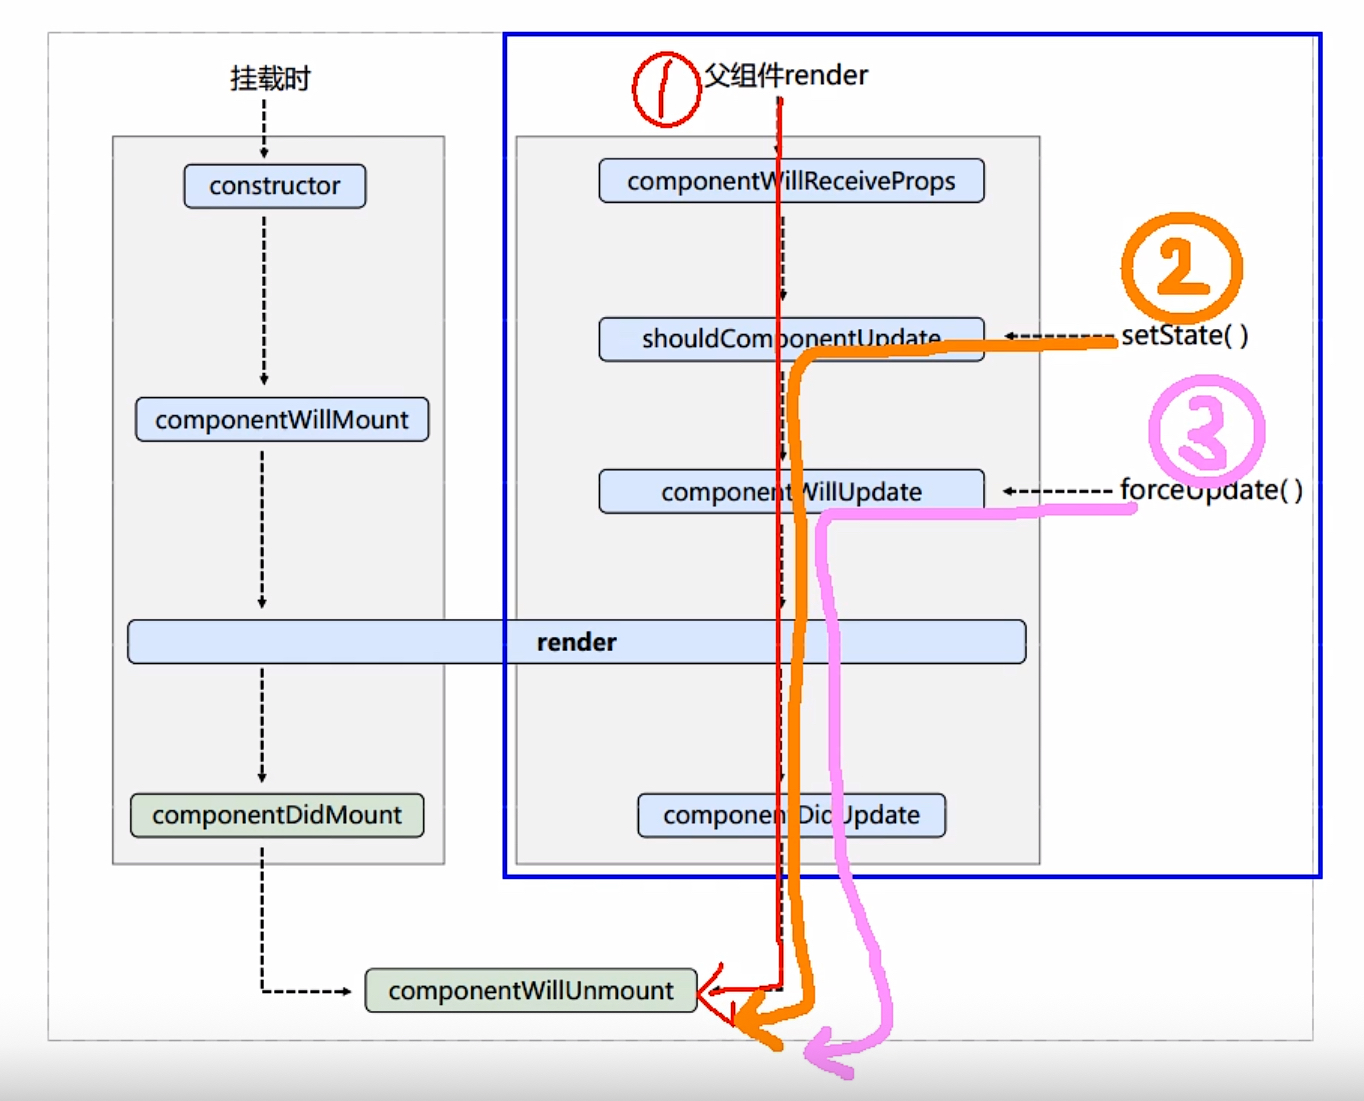 挂载时
constructor
componentWillMount
render
componentDidMount
componentWillUnmount
1
父组件render
componentWillReceiveProps
shouldComponentUpdate
componentWillUpdate
componentDidUpdate
2
setState( )
3
forceUpdate( )